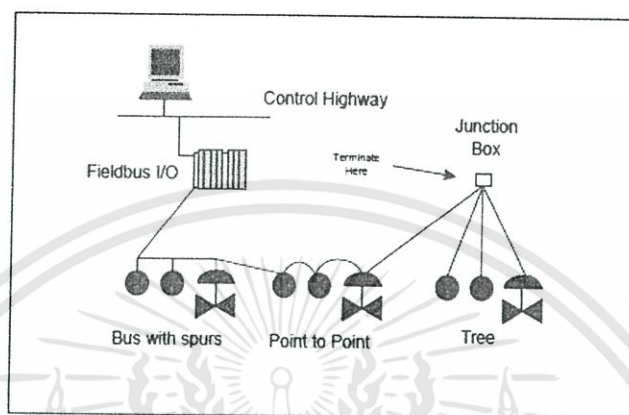 Control Highway
Junction
Box
Terminate
Here
Fieldbus I/O
Bus with spurs
Point to Point
Tree